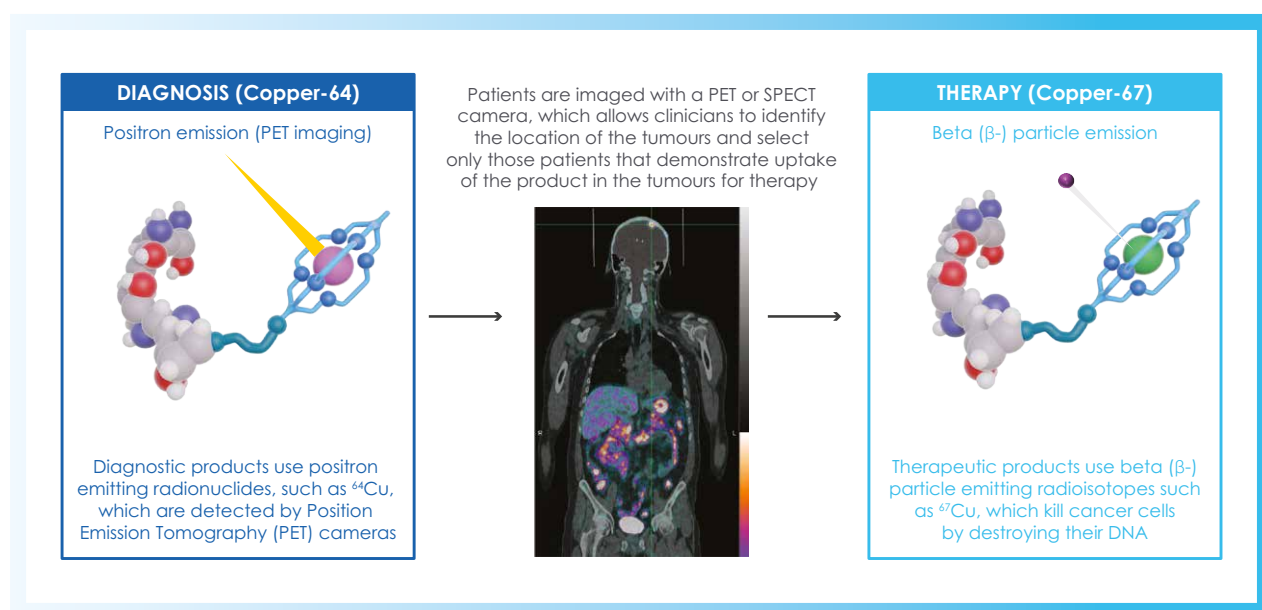 DIAGNOSIS (Copper-64)
Positron emission (PET imaging)
Diagnostic products use positron
emitting radionuclides, such as ⁶⁴Cu,
which are detected by Position
Emission Tomography (PET) cameras
Patients are imaged with a PET or SPECT
camera, which allows clinicians to identify
the location of the tumours and select
only those patients that demonstrate uptake
of the product in the tumours for therapy
R
L
THERAPY (Copper-67)
Beta (β-) particle emission
Therapeutic products use beta (β-)
particle emitting radioisotopes such
as ⁶⁷Cu, which kill cancer cells
by destroying their DNA